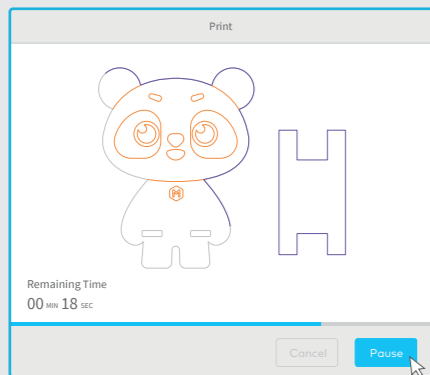 Print
Remaining Time
00 MIN 18 SEC
Cancel
Pause